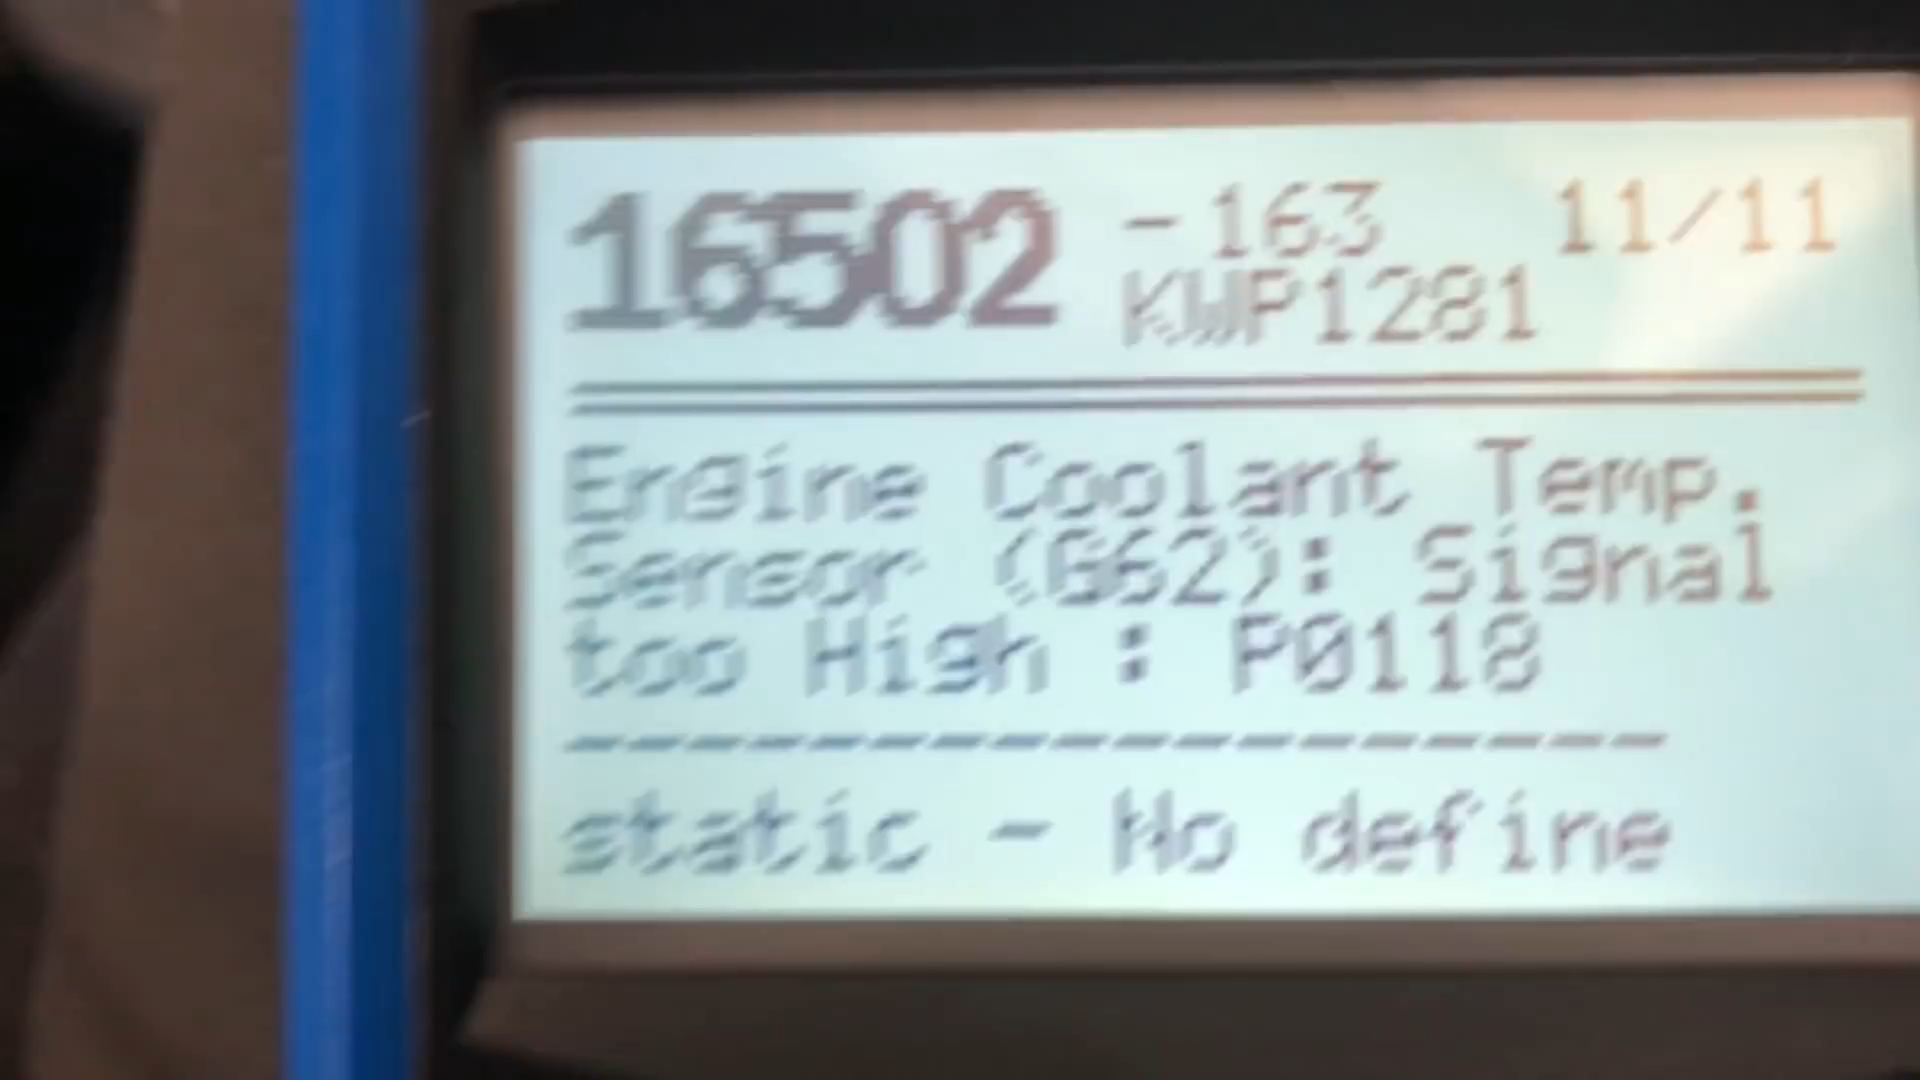 16502 -163 11/11
KWP1281
Engine Coolant Temp.
Sensor (G62): Signal
too High : P0118
--------------------
static - No define